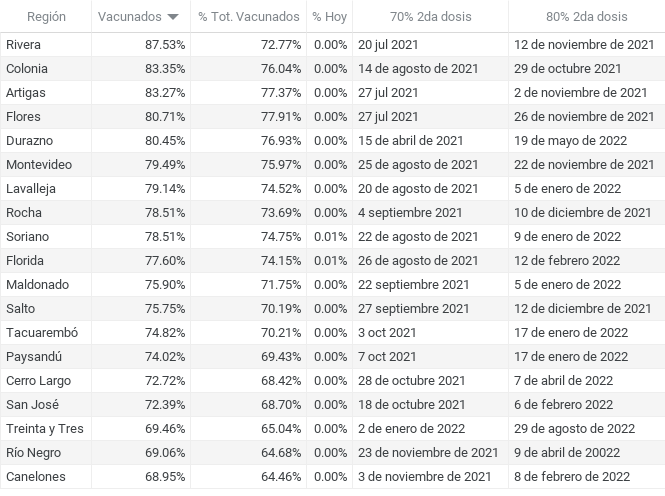 Región Vacunados % Tot. Vacunados % Hoy 70% 2da dosis 80% 2da dosis
Rivera 87.53% 72.77% 0.00% 20 jul 2021 12 de noviembre de 2021
Colonia 83.35% 76.04% 0.00% 14 de agosto de 2021 29 de octubre 2021
Artigas 83.27% 77.37% 0.00% 27 jul 2021 2 de noviembre de 2021
Flores 80.71% 77.91% 0.00% 27 jul 2021 26 de noviembre de 2021
Durazno 80.45% 76.93% 0.00% 15 de abril de 2021 19 de mayo de 2022
Montevideo 79.49% 75.97% 0.00% 25 de agosto de 2021 22 de noviembre de 2021
Lavalleja 79.14% 74.52% 0.00% 20 de agosto de 2021 5 de enero de 2022
Rocha 78.51% 73.69% 0.00% 4 septiembre 2021 10 de diciembre de 2021
Soriano 78.51% 74.75% 0.01% 22 de agosto de 2021 9 de enero de 2022
Florida 77.60% 74.15% 0.01% 26 de agosto de 2021 12 de febrero 2022
Maldonado 75.90% 71.75% 0.00% 22 septiembre 2021 5 de enero de 2022
Salto 75.75% 70.19% 0.00% 27 septiembre 2021 12 de diciembre de 2021
Tacuarembó 74.82% 70.21% 0.00% 3 oct 2021 17 de enero de 2022
Paysandú 74.02% 69.43% 0.00% 7 oct 2021 17 de enero de 2022
Cerro Largo 72.72% 68.42% 0.00% 28 de octubre 2021 7 de abril de 2022
San José 72.39% 68.70% 0.00% 18 de octubre 2021 6 de febrero 2022
Treinta y Tres 69.46% 65.04% 0.00% 2 de enero de 2022 29 de agosto de 2022
Río Negro 69.06% 64.68% 0.00% 23 de noviembre de 2021 9 de abril de 20022
Canelones 68.95% 64.46% 0.00% 3 de noviembre de 2021 8 de febrero de 2022